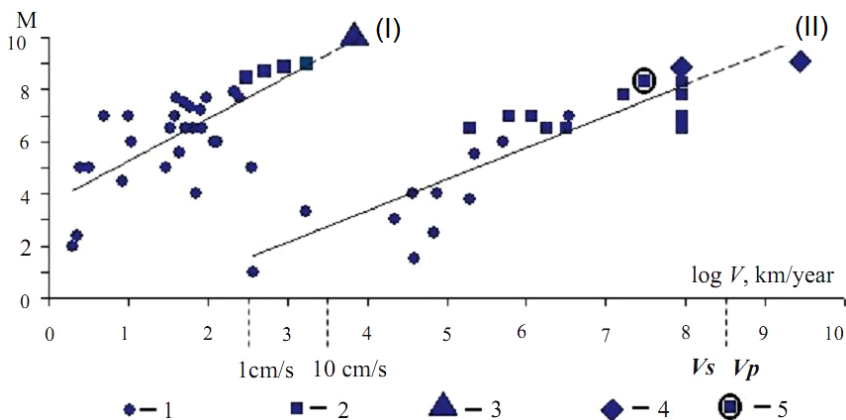 M
(I)
(II)
10
8
6
4
2
0
log V, km/year
0 1 2 3 4 5 6 7 8 9 10
1cm/s 10 cm/s Vs Vp
— 1 — 2 — 3 — 4 — 5